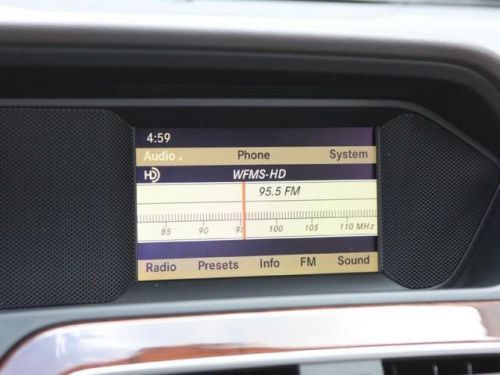 4:59
Audio Phone System
HD WFMS-HD
95.5 FM
85 90 95 100 105 110 MHz
Radio Presets Info FM Sound